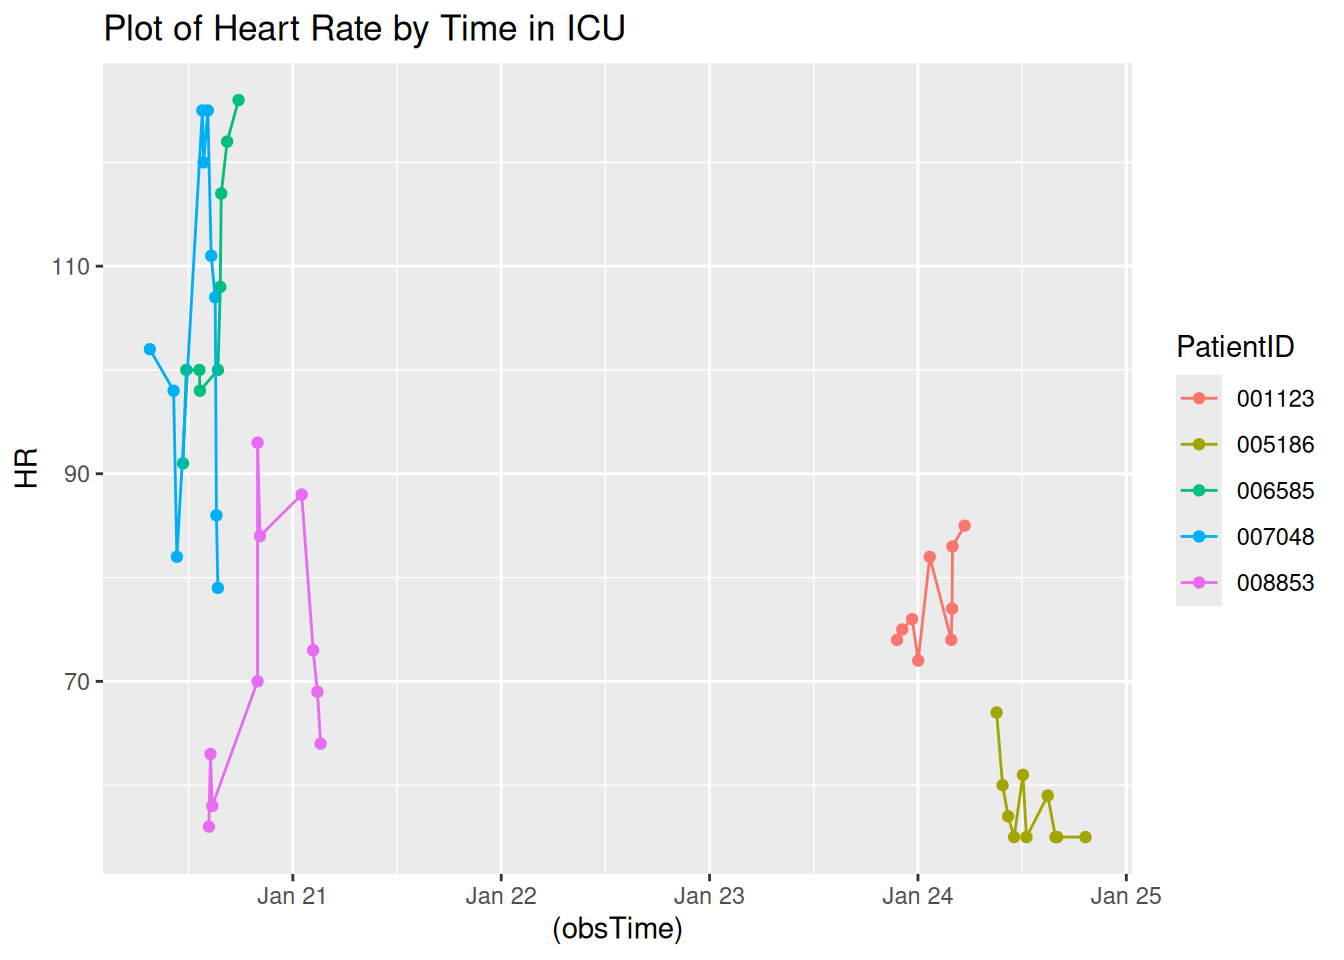 Plot of Heart Rate by Time in ICU
HR
110
90
70
Jan 21
Jan 22
Jan 23
Jan 24
Jan 25
(obsTime)
PatientID
001123
005186
006585
007048
008853